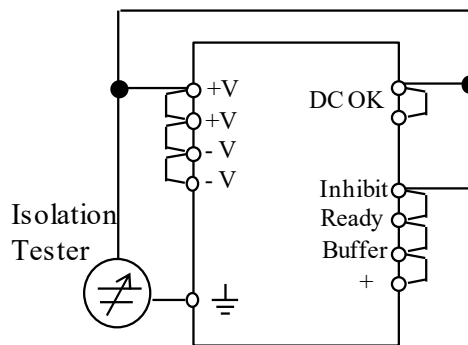 +V
+V
- V
- V
DC OK
Inhibit
Ready
Buffer
+
Isolation
Tester